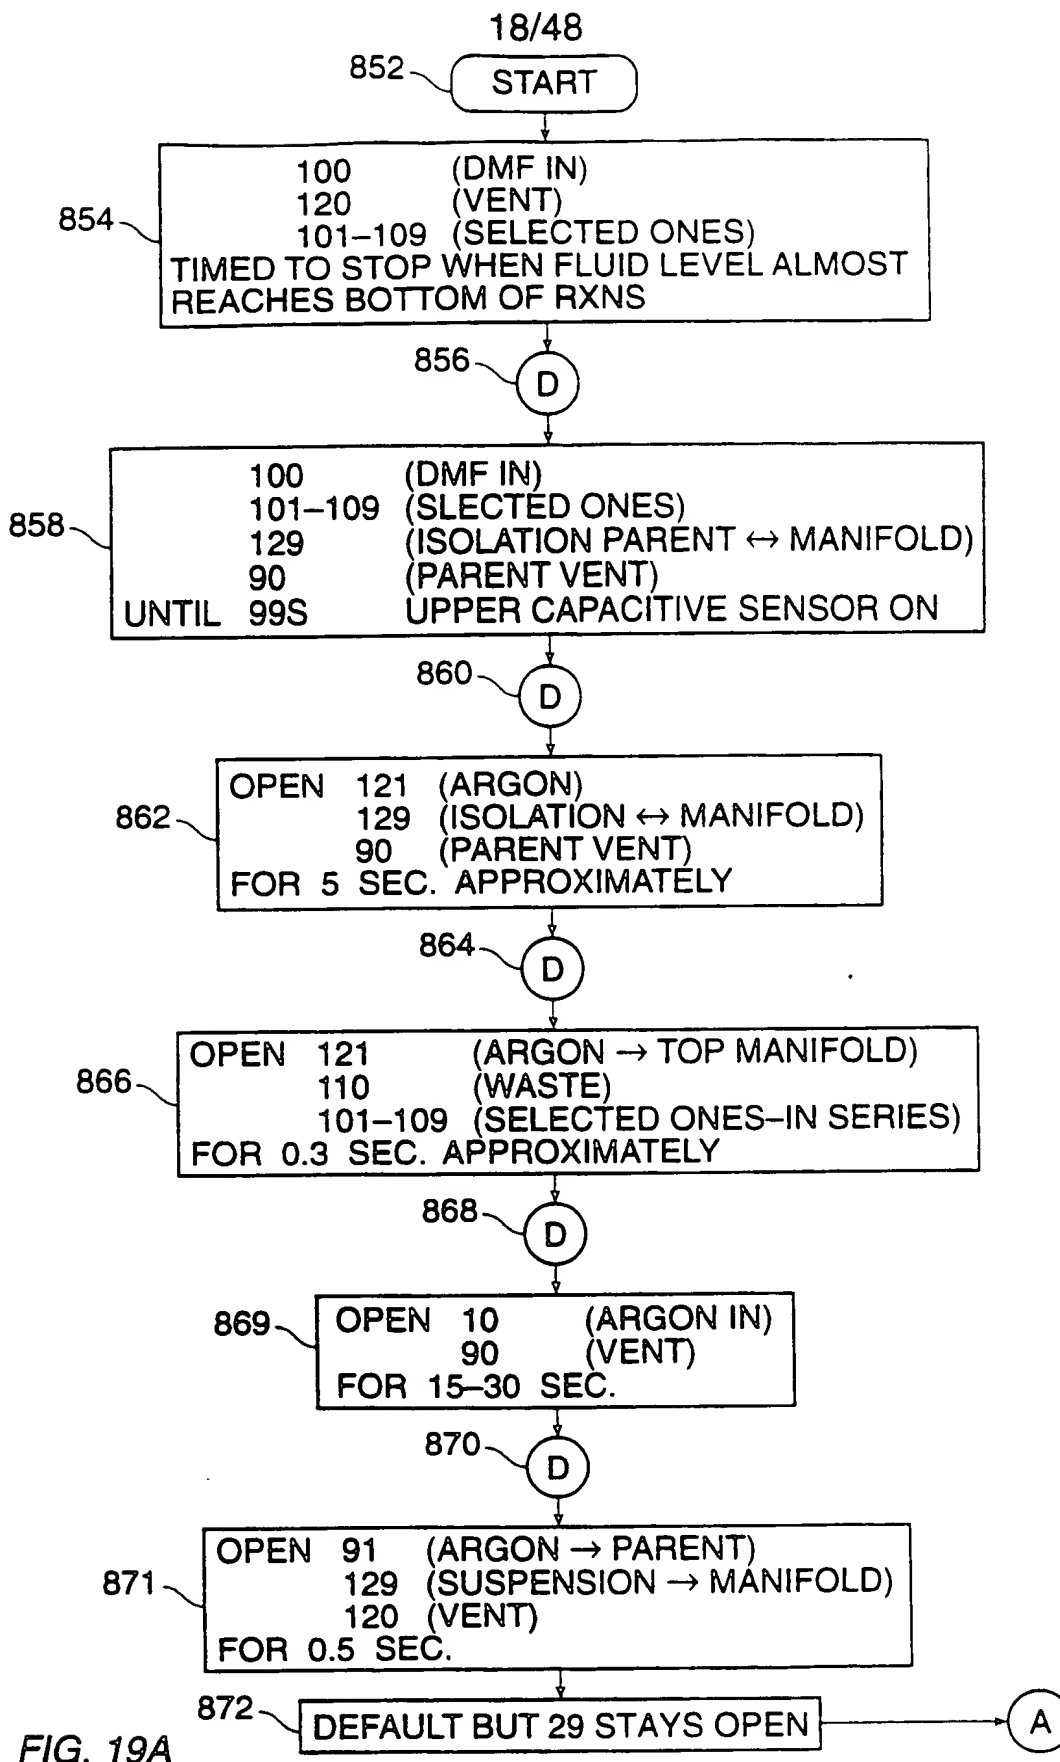 18/48
852 START
100 (DMF IN)
120 (VENT)
854 101–109 (SELECTED ONES)
TIMED TO STOP WHEN FLUID LEVEL ALMOST
REACHES BOTTOM OF RXNS
856 D
100 (DMF IN)
101–109 (SLECTED ONES)
858 129 (ISOLATION PARENT ↔ MANIFOLD)
90 (PARENT VENT)
UNTIL 99S UPPER CAPACITIVE SENSOR ON
860 D
OPEN 121 (ARGON)
862 129 (ISOLATION ↔ MANIFOLD)
90 (PARENT VENT)
FOR 5 SEC. APPROXIMATELY
864 D
OPEN 121 (ARGON → TOP MANIFOLD)
866 110 (WASTE)
101–109 (SELECTED ONES–IN SERIES)
FOR 0.3 SEC. APPROXIMATELY
868 D
869 OPEN 10 (ARGON IN)
90 (VENT)
FOR 15–30 SEC.
870 D
OPEN 91 (ARGON → PARENT)
871 129 (SUSPENSION → MANIFOLD)
120 (VENT)
FOR 0.5 SEC.
872 DEFAULT BUT 29 STAYS OPEN A
FIG. 19A